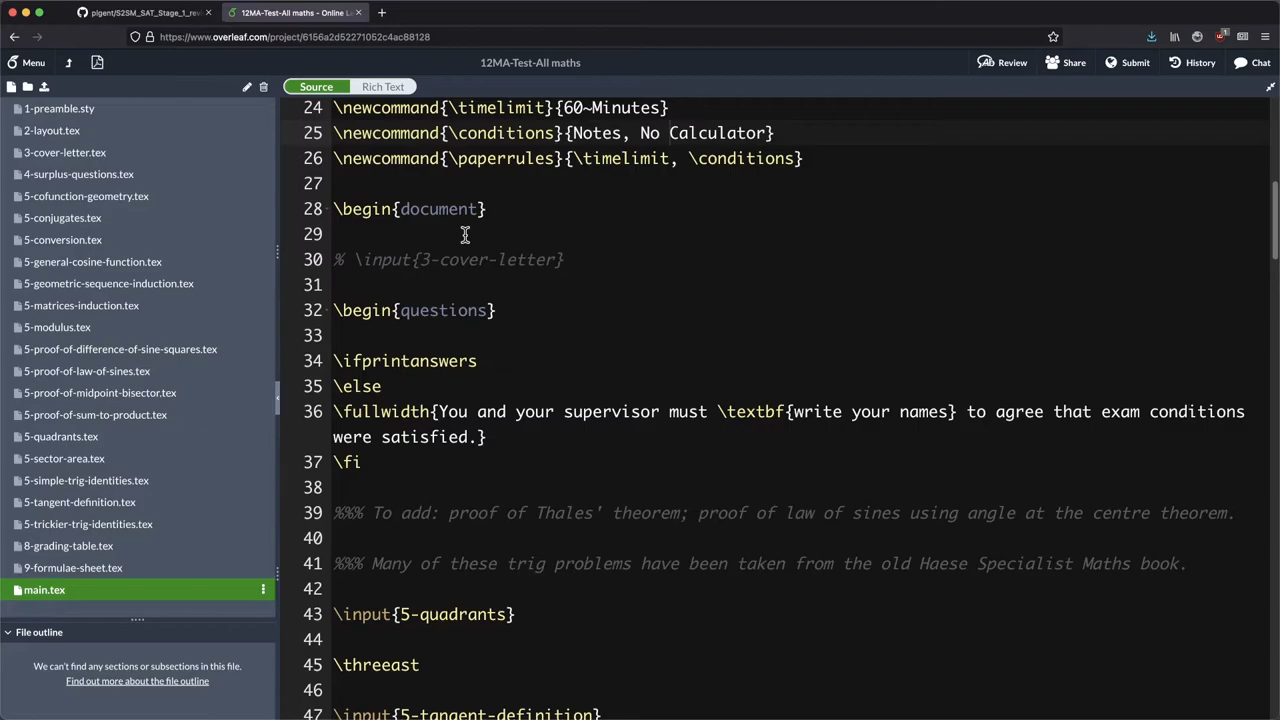 plgent/S2SM_SAT_Stage_1_rev
12MA-Test-All maths - Online L
https://www.overleaf.com/project/6156a2d52271052c4ac88128
Menu
12MA-Test-All maths
Review
Share
Submit
History
Chat
Source
Rich Text
1-preamble.sty
2-layout.tex
3-cover-letter.tex
4-surplus-questions.tex
5-cofunction-geometry.tex
5-conjugates.tex
5-conversion.tex
5-general-cosine-function.tex
5-geometric-sequence-induction.tex
5-matrices-induction.tex
5-modulus.tex
5-proof-of-difference-of-sine-squares.tex
5-proof-of-law-of-sines.tex
5-proof-of-midpoint-bisector.tex
5-proof-of-sum-to-product.tex
5-quadrants.tex
5-sector-area.tex
5-simple-trig-identities.tex
5-tangent-definition.tex
5-trickier-trig-identities.tex
8-grading-table.tex
9-formulae-sheet.tex
main.tex
File outline
We can't find any sections or subsections in this file.
Find out more about the file outline
24 \newcommand{\timelimit}{60~Minutes}
25 \newcommand{\conditions}{Notes, No Calculator}
26 \newcommand{\paperrules}{\timelimit, \conditions}
27
28 \begin{document}
29
30 % \input{3-cover-letter}
31
32 \begin{questions}
33
34 \ifprintanswers
35 \else
36 \fullwidth{You and your supervisor must \textbf{write your names} to agree that exam conditions
were satisfied.}
37 \fi
38
39 %%% To add: proof of Thales' theorem; proof of law of sines using angle at the centre theorem.
40
41 %%% Many of these trig problems have been taken from the old Haese Specialist Maths book.
42
43 \input{5-quadrants}
44
45 \threeast
46
47 \input{5-tangent-definition}